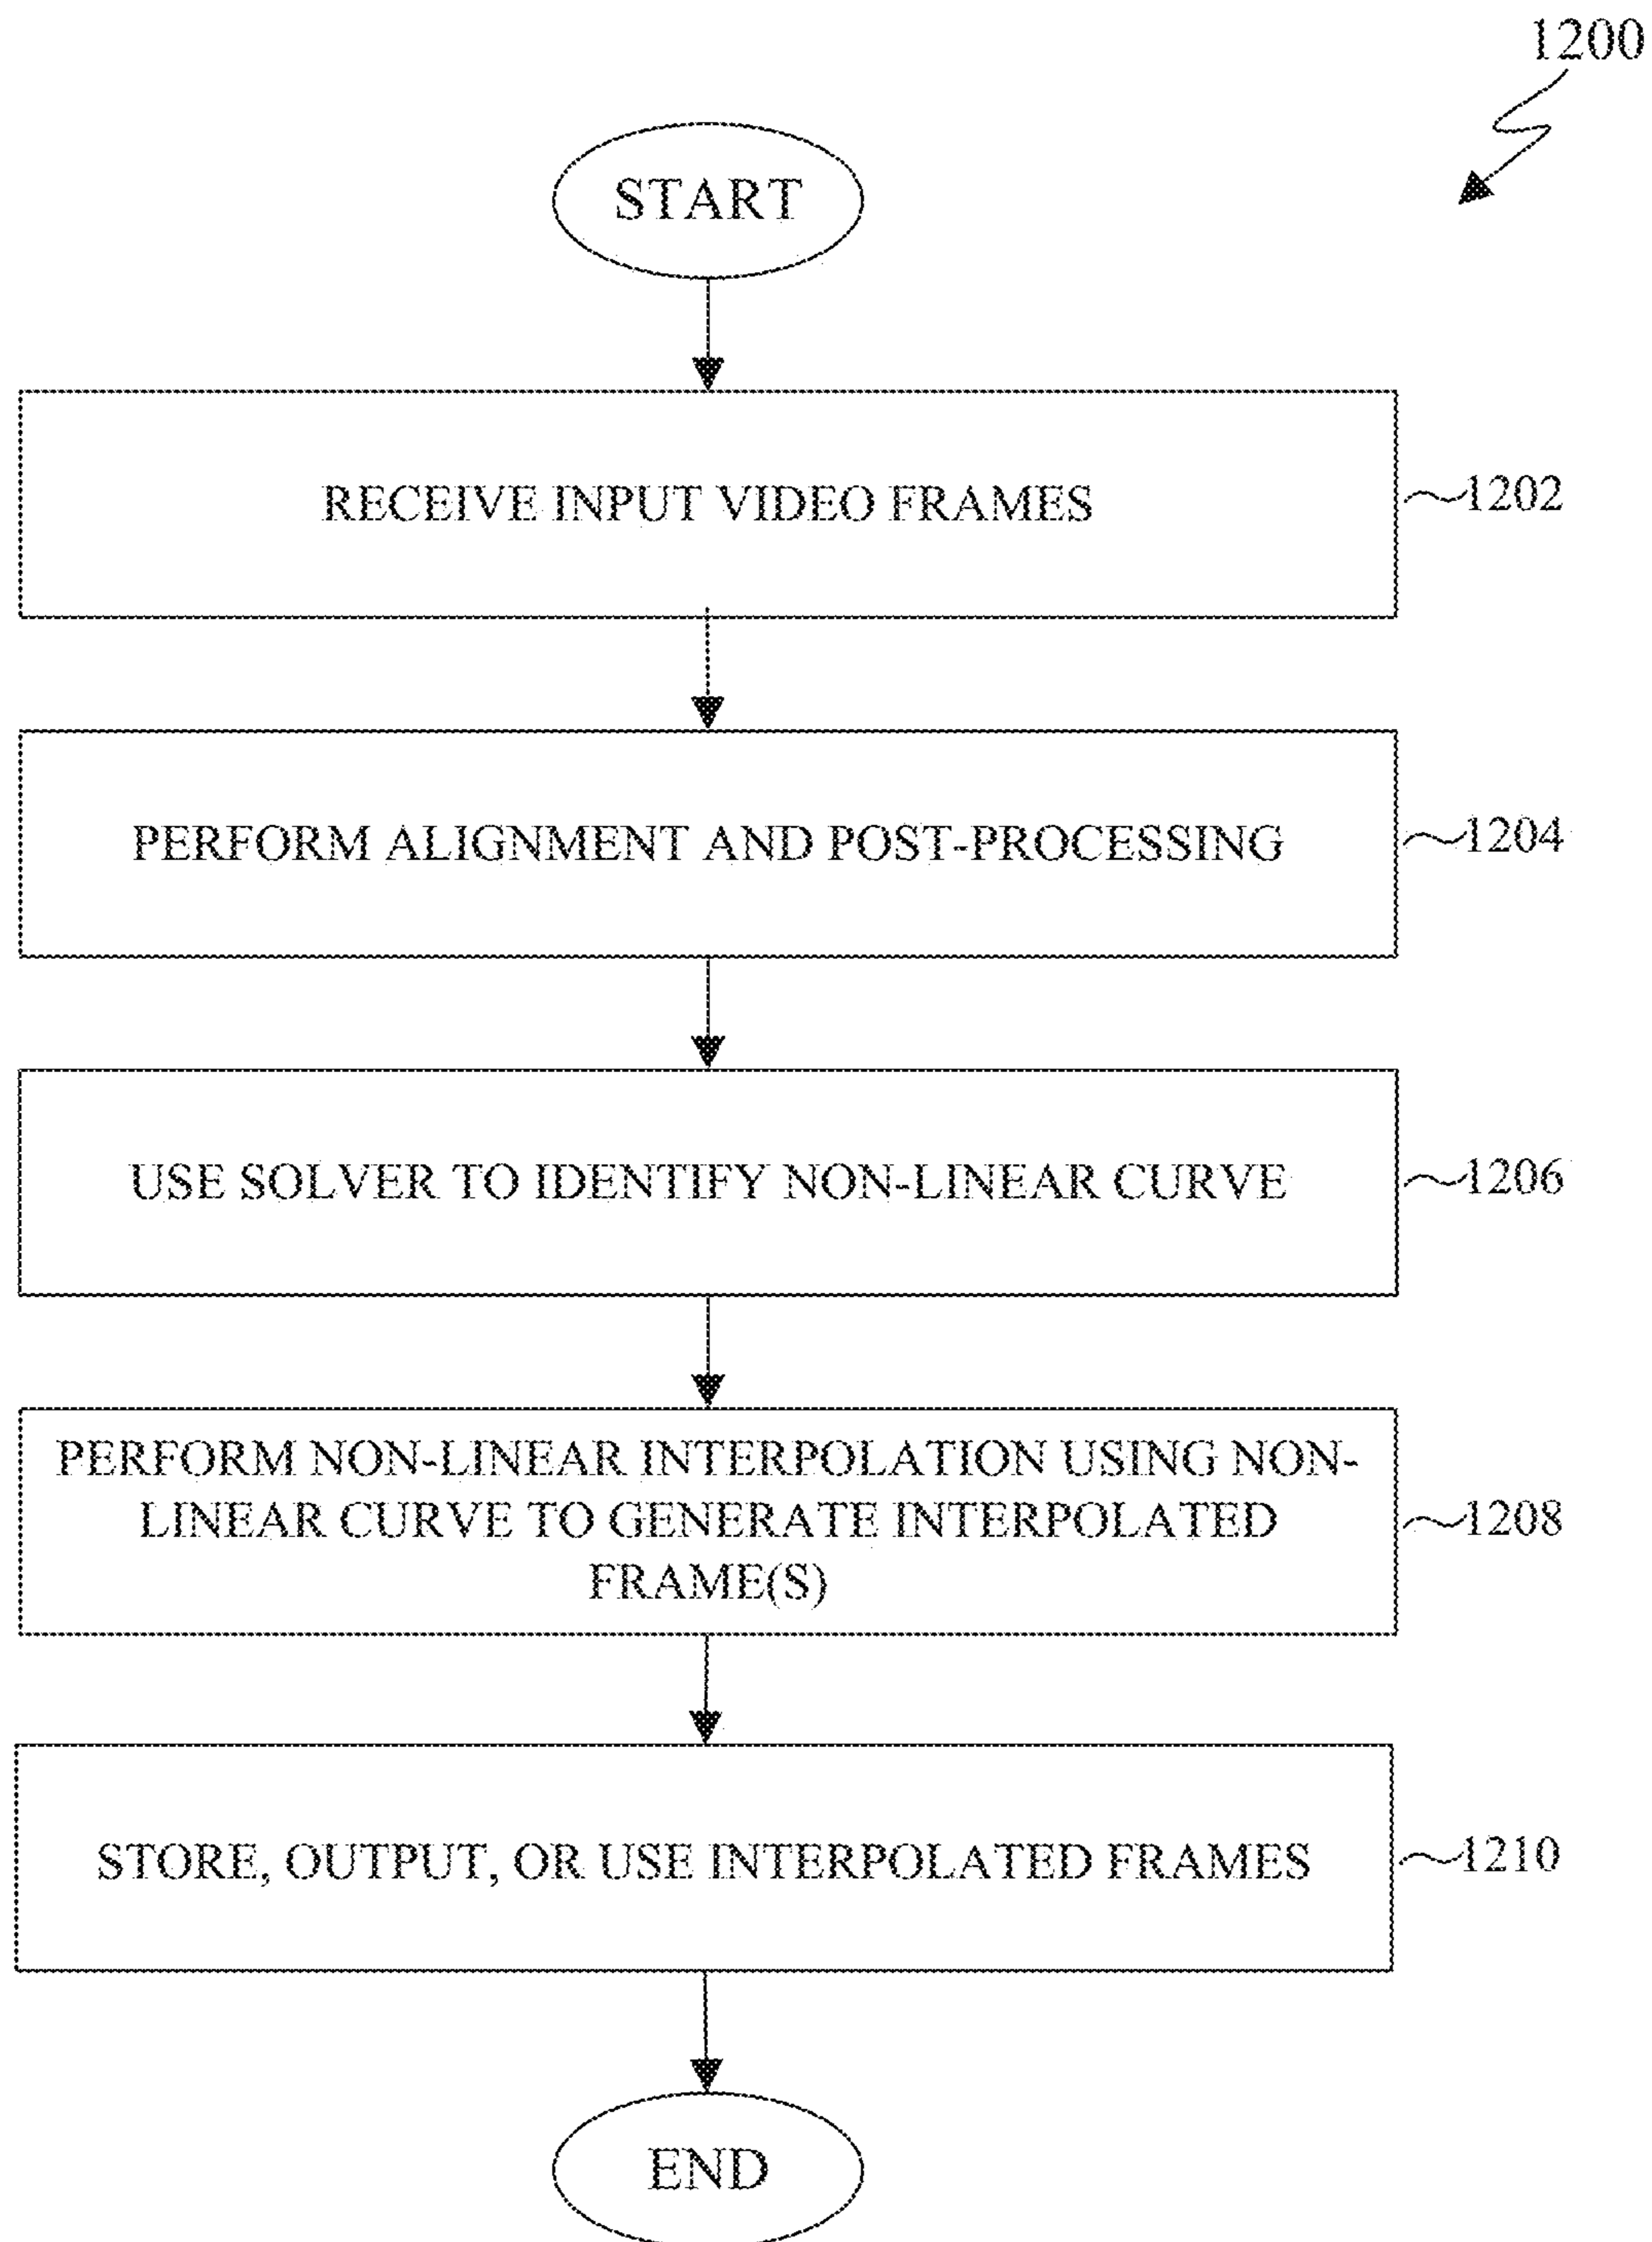 1200
START
RECEIVE INPUT VIDEO FRAMES
1202
PERFORM ALIGNMENT AND POST-PROCESSING
1204
USE SOLVER TO IDENTIFY NON-LINEAR CURVE
1206
PERFORM NON-LINEAR INTERPOLATION USING NON-
LINEAR CURVE TO GENERATE INTERPOLATED
FRAME(S)
1208
STORE, OUTPUT, OR USE INTERPOLATED FRAMES
1210
END